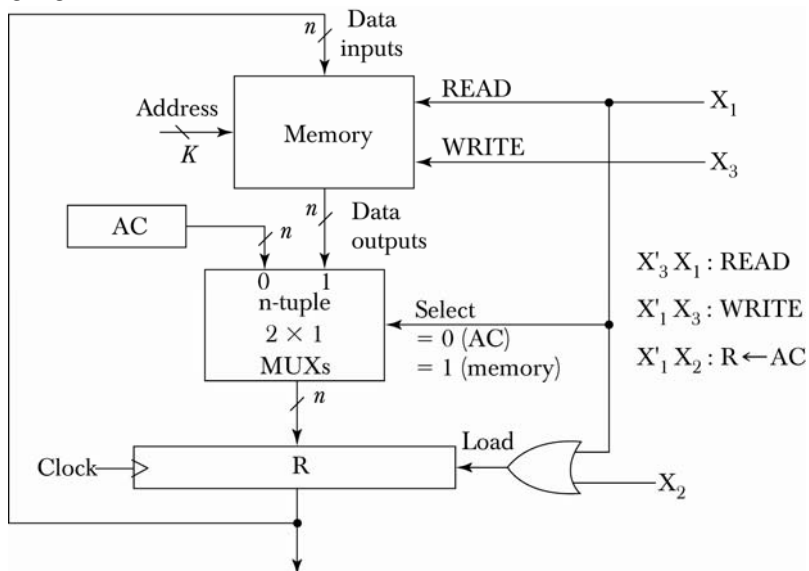 n
Data
inputs
Address
K
Memory
READ
X1
WRITE
X3
AC
n
n
Data
outputs
0 1
n-tuple
2 × 1
MUXs
Select
= 0 (AC)
= 1 (memory)
X'3 X1 : READ
X'1 X3 : WRITE
X'1 X2 : R ← AC
n
Clock
R
Load
X2